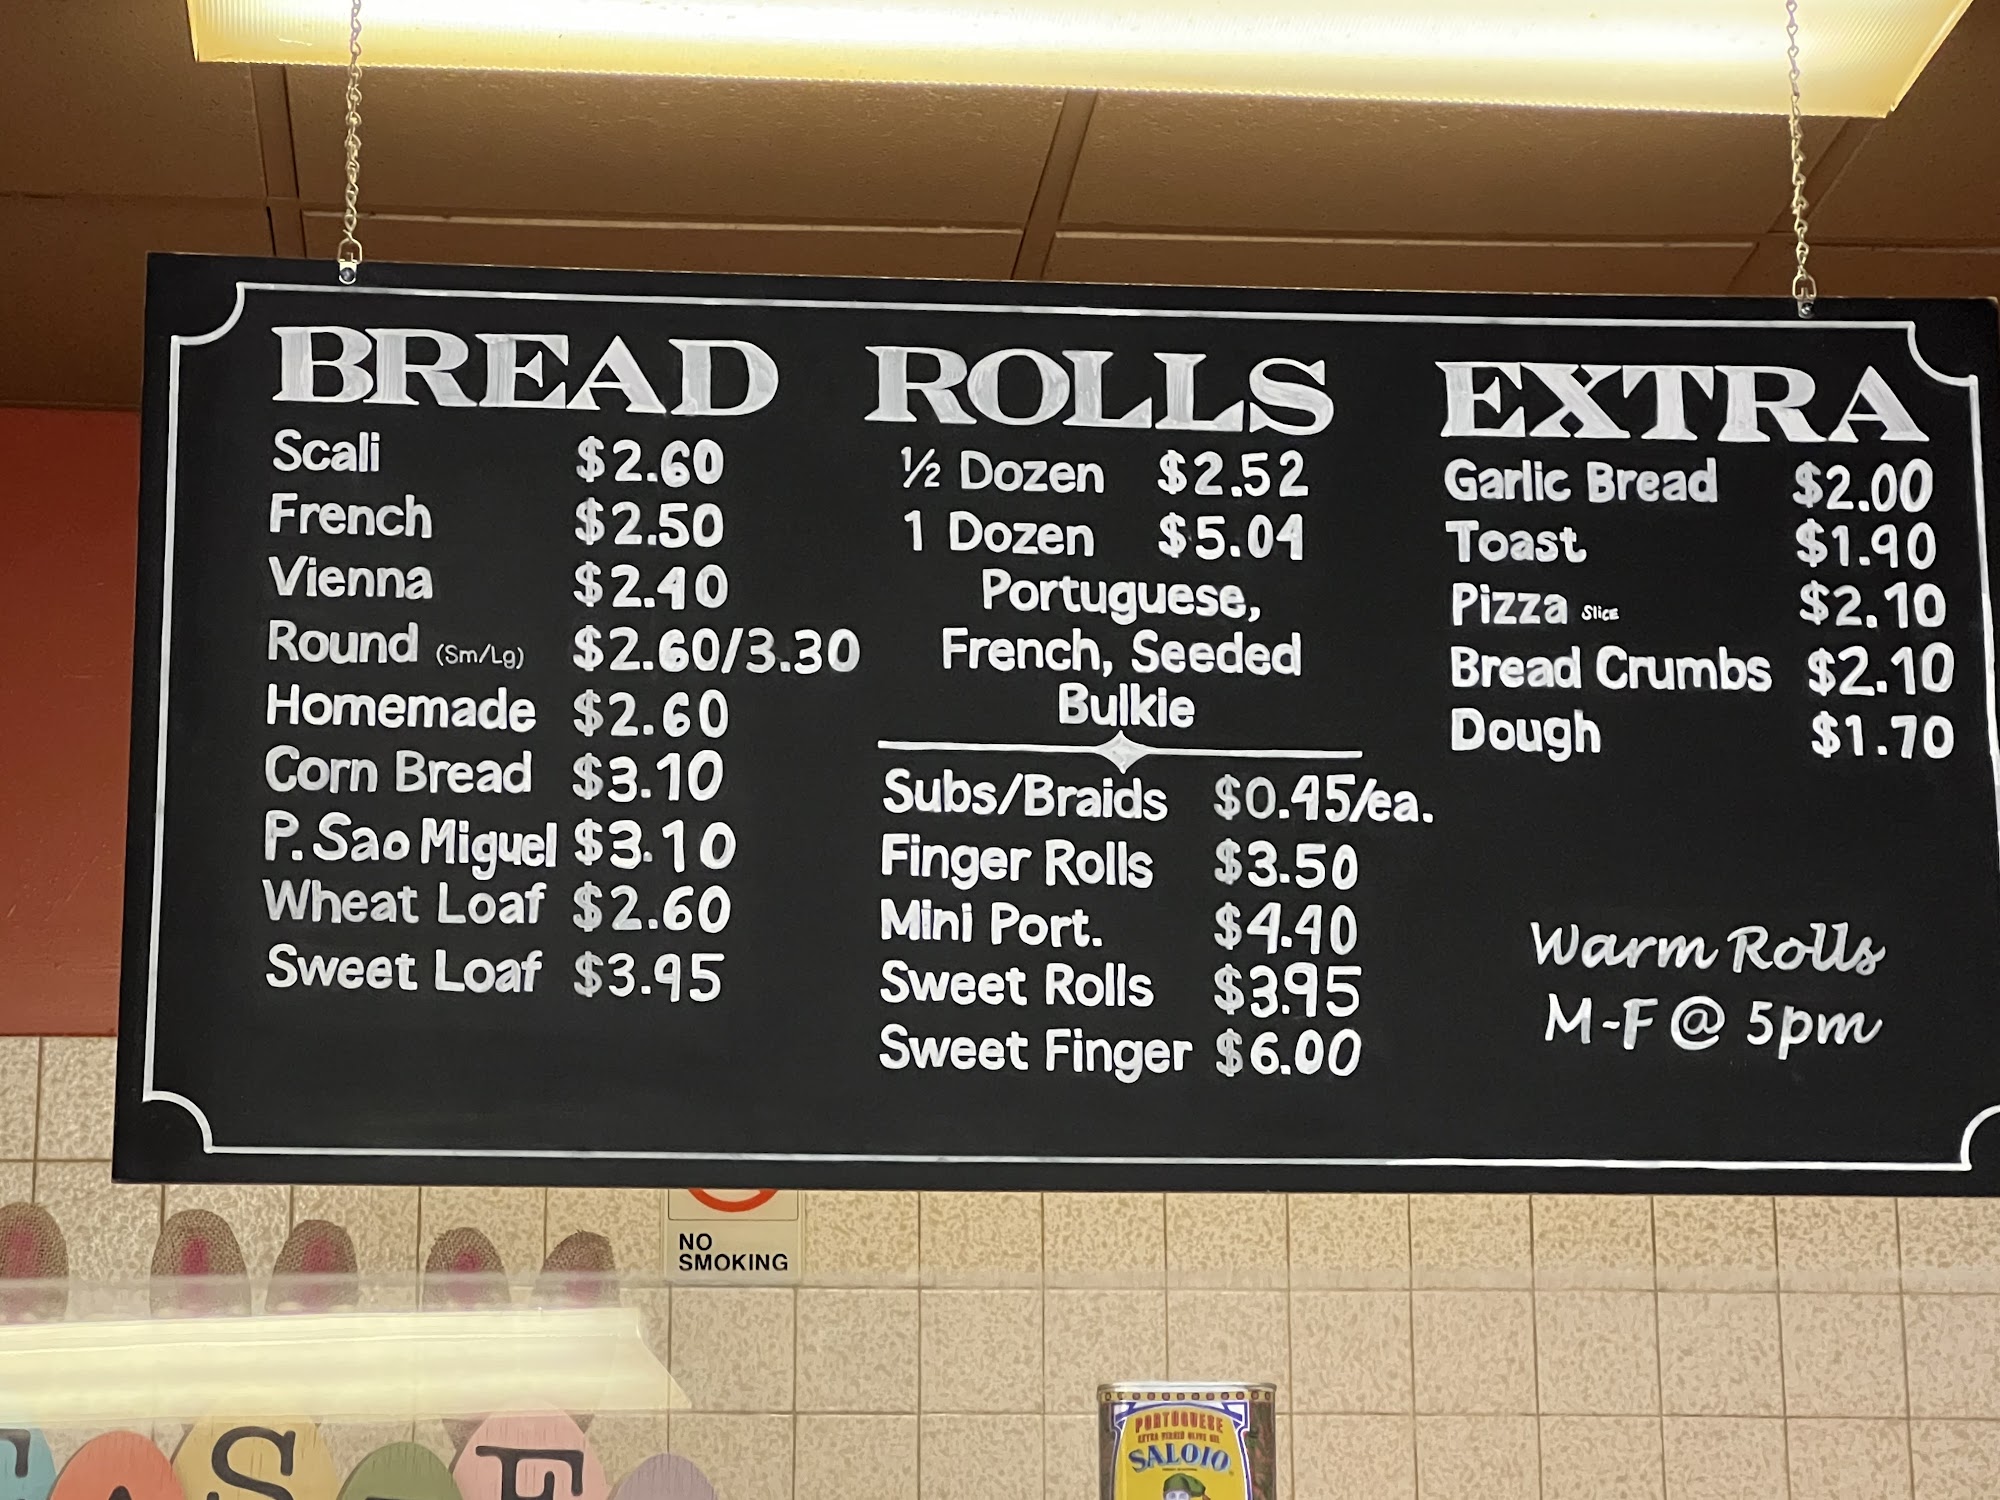 BREAD
Scali $2.60
French $2.50
Vienna $2.40
Round (Sm/Lg) $2.60/3.30
Homemade $2.60
Corn Bread $3.10
P. Sao Miguel $3.10
Wheat Loaf $2.60
Sweet Loaf $3.95
ROLLS
½ Dozen $2.52
1 Dozen $5.04
Portuguese,
French, Seeded
Bulkie
Subs/Braids $0.45/ea.
Finger Rolls $3.50
Mini Port. $4.40
Sweet Rolls $3.95
Sweet Finger $6.00
EXTRA
Garlic Bread $2.00
Toast $1.90
Pizza Slice $2.10
Bread Crumbs $2.10
Dough $1.70
Warm Rolls
M-F @ 5pm
NO
SMOKING
S E
PORTUGUESE
EXTRA VIRGIN OLIVE OIL
SALOIO